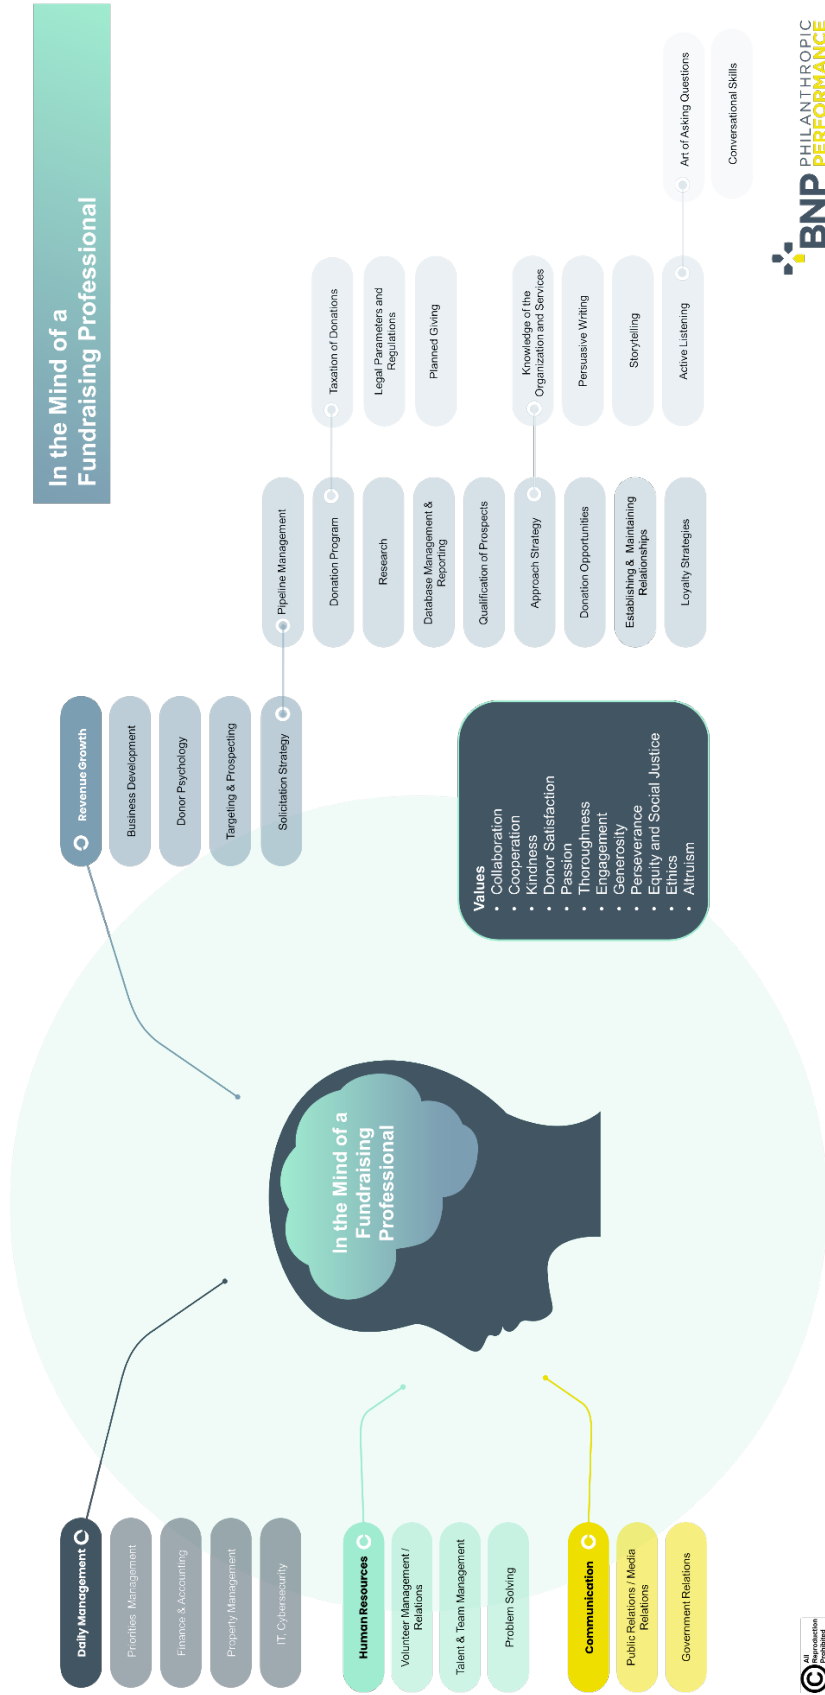 In the Mind of a
Fundraising Professional
Daily Management
Priorities Management
Finance & Accounting
Property Management
IT, Cybersecurity
Human Resources
Volunteer Management /
Relations
Talent & Team Management
Problem Solving
Communication
Public Relations / Media
Relations
Government Relations
In the Mind of a
Fundraising
Professional
Revenue Growth
Business Development
Donor Psychology
Targeting & Prospecting
Solicitation Strategy
Values
• Collaboration
• Cooperation
• Kindness
• Donor Satisfaction
• Passion
• Thoroughness
• Engagement
• Generosity
• Perseverance
• Equity and Social Justice
• Ethics
• Altruism
Pipeline Management
Donation Program
Research
Database Management &
Reporting
Qualification of Prospects
Approach Strategy
Donation Opportunities
Establishing & Maintaining
Relationships
Loyalty Strategies
Taxation of Donations
Legal Parameters and
Regulations
Planned Giving
Knowledge of the
Organization and Services
Persuasive Writing
Storytelling
Active Listening
Art of Asking Questions
Conversational Skills
© All
Reproduction
Prohibited
BNP PHILANTHROPIC
PERFORMANCE